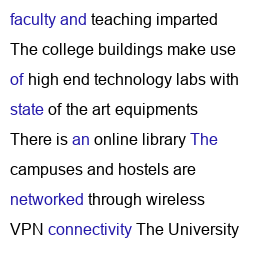 faculty and teaching imparted
The college buildings make use
of high end technology labs with
state of the art equipments
There is an online library The
campuses and hostels are
networked through wireless
VPN connectivity The University